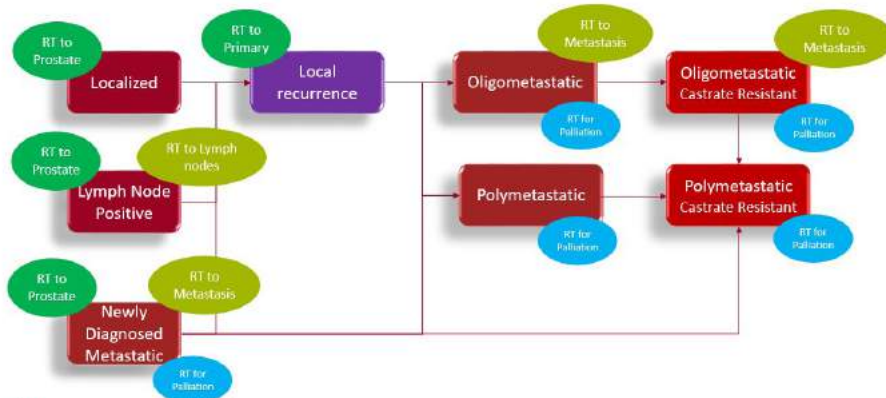 RT to
Prostate
Localized
RT to
Primary
Local
recurrence
RT to
Metastasis
Oligometastatic
RT for
Palliation
RT to
Metastasis
Oligometastatic
Castrate Resistant
RT for
Palliation
RT to
Prostate
Lymph Node
Positive
RT to Lymph
nodes
Polymetastatic
RT for
Palliation
Polymetastatic
Castrate Resistant
RT for
Palliation
RT to
Prostate
Newly
Diagnosed
Metastatic
RT to
Metastasis
RT for
Palliation